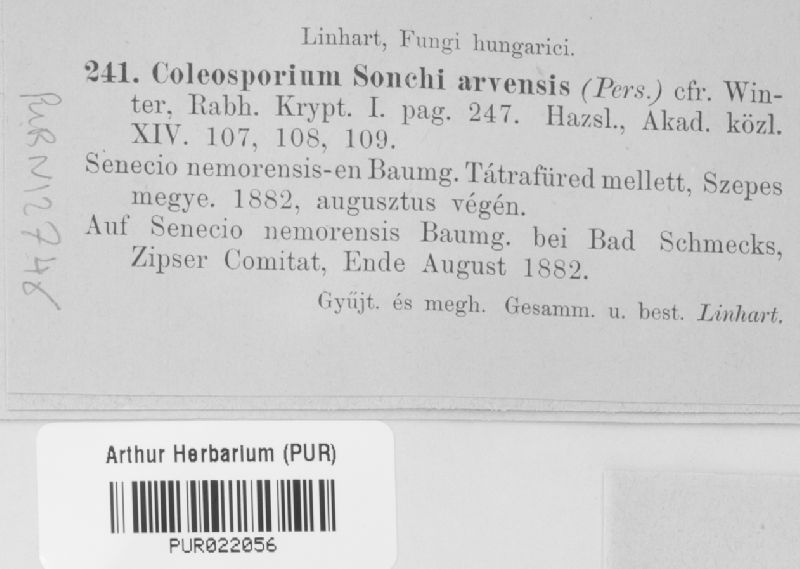 Linhart, Fungi hungarici.
241. Coleosporium Sonchi arvensis (Pers.) cfr. Win-
ter, Rabh. Krypt. I. pag. 247. Hazsl., Akad. közl.
XIV. 107, 108, 109.
Senecio nemorensis-en Baumg. Tátrafüred mellett, Szepes
megye. 1882, augusztus végén.
Auf Senecio nemorensis Baumg. bei Bad Schmecks,
Zipser Comitat, Ende August 1882.
Gyűjt. és megh. Gesamm. u. best. Linhart.
PUR N12748
Arthur Herbarium (PUR)
PUR022056